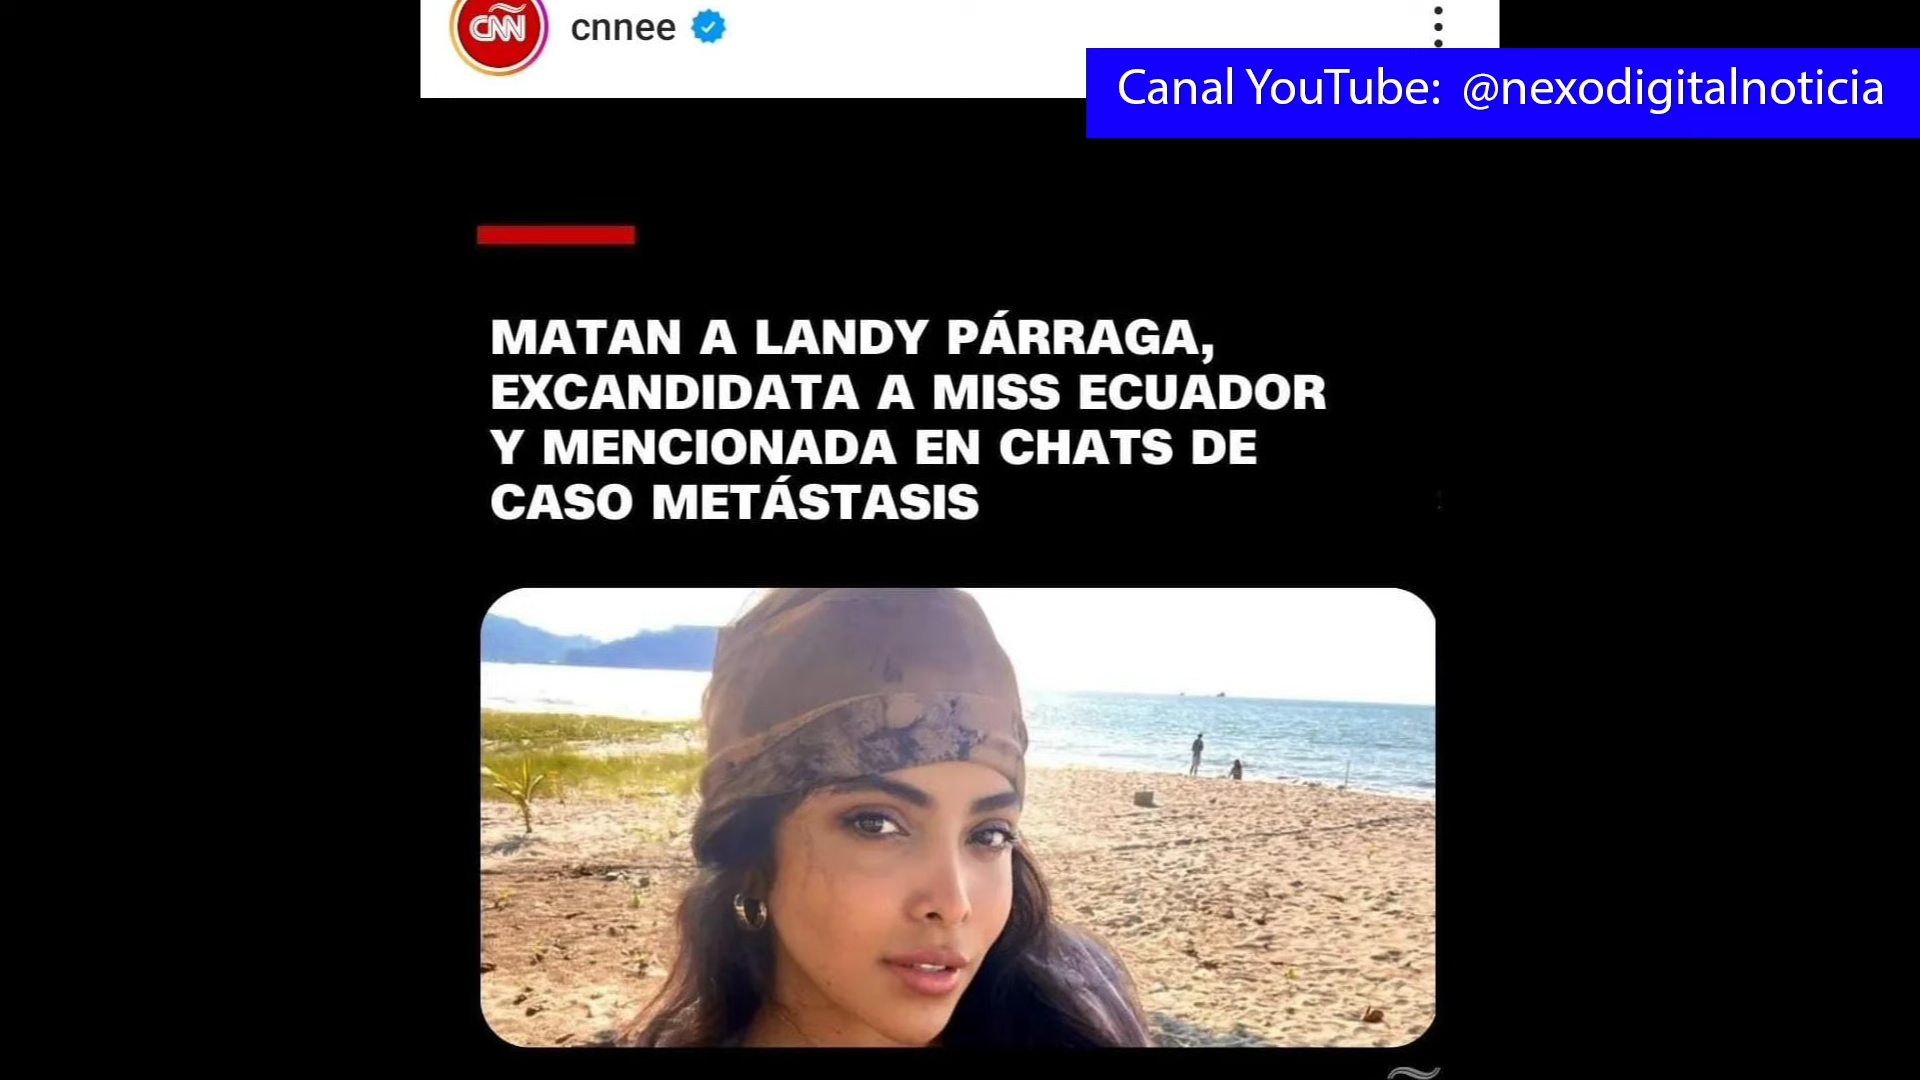 CNN
cnnee
Canal YouTube: @nexodigitalnoticia
MATAN A LANDY PÁRRAGA,
EXCANDIDATA A MISS ECUADOR
Y MENCIONADA EN CHATS DE
CASO METÁSTASIS